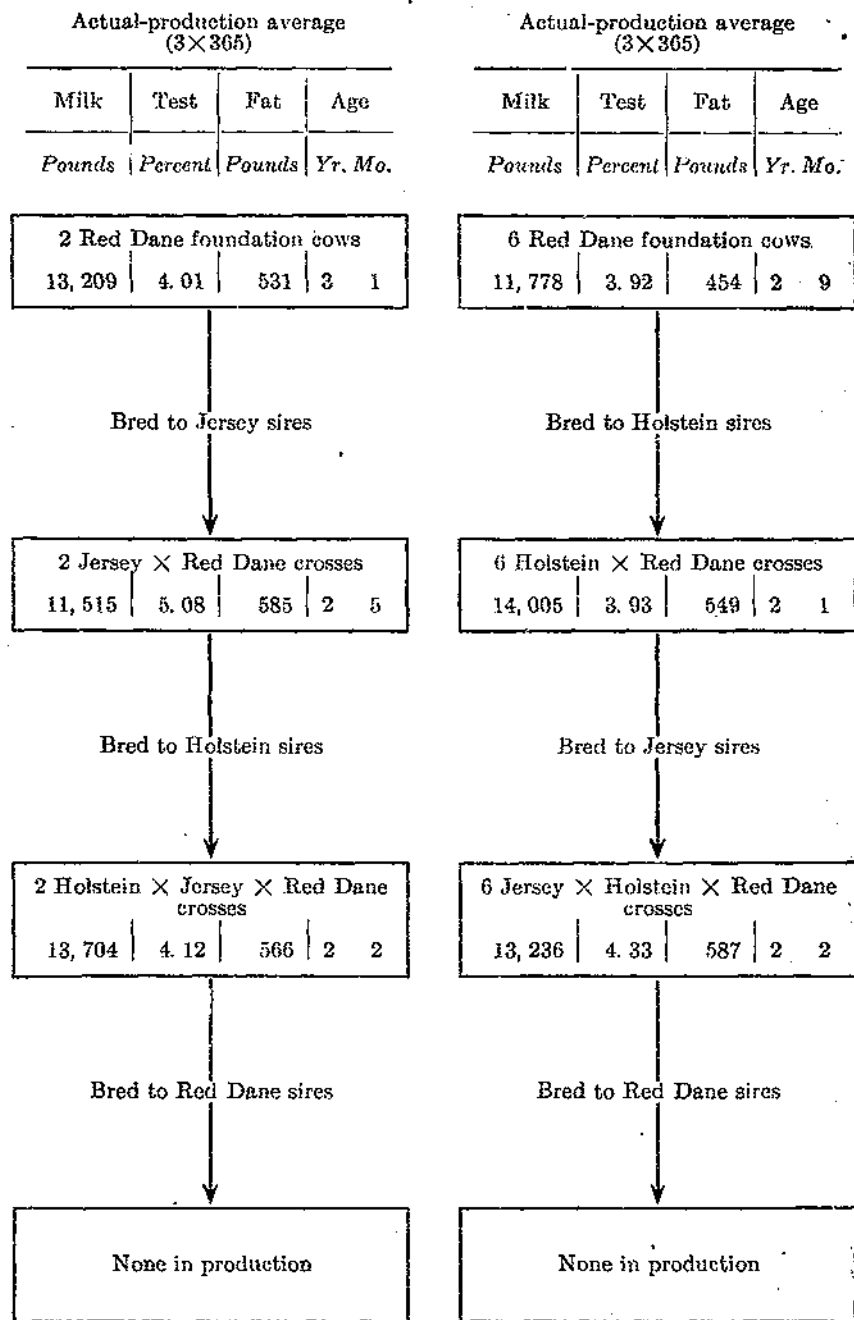 Actual-production average
(3×365)
Milk | Test | Fat | Age
Pounds | Percent | Pounds | Yr. Mo.
2 Red Dane foundation cows
13, 209 | 4. 01 | 531 | 3 1
Bred to Jersey sires
2 Jersey × Red Dane crosses
11, 515 | 5. 08 | 585 | 2 5
Bred to Holstein sires
2 Holstein × Jersey × Red Dane
crosses
13, 704 | 4. 12 | 566 | 2 2
Bred to Red Dane sires
None in production
Actual-production average
(3×365)
Milk | Test | Fat | Age
Pounds | Percent | Pounds | Yr. Mo.
6 Red Dane foundation cows
11, 778 | 3. 92 | 454 | 2 9
Bred to Holstein sires
6 Holstein × Red Dane crosses
14, 005 | 3. 93 | 549 | 2 1
Bred to Jersey sires
6 Jersey × Holstein × Red Dane
crosses
13, 236 | 4. 33 | 587 | 2 2
Bred to Red Dane sires
None in production